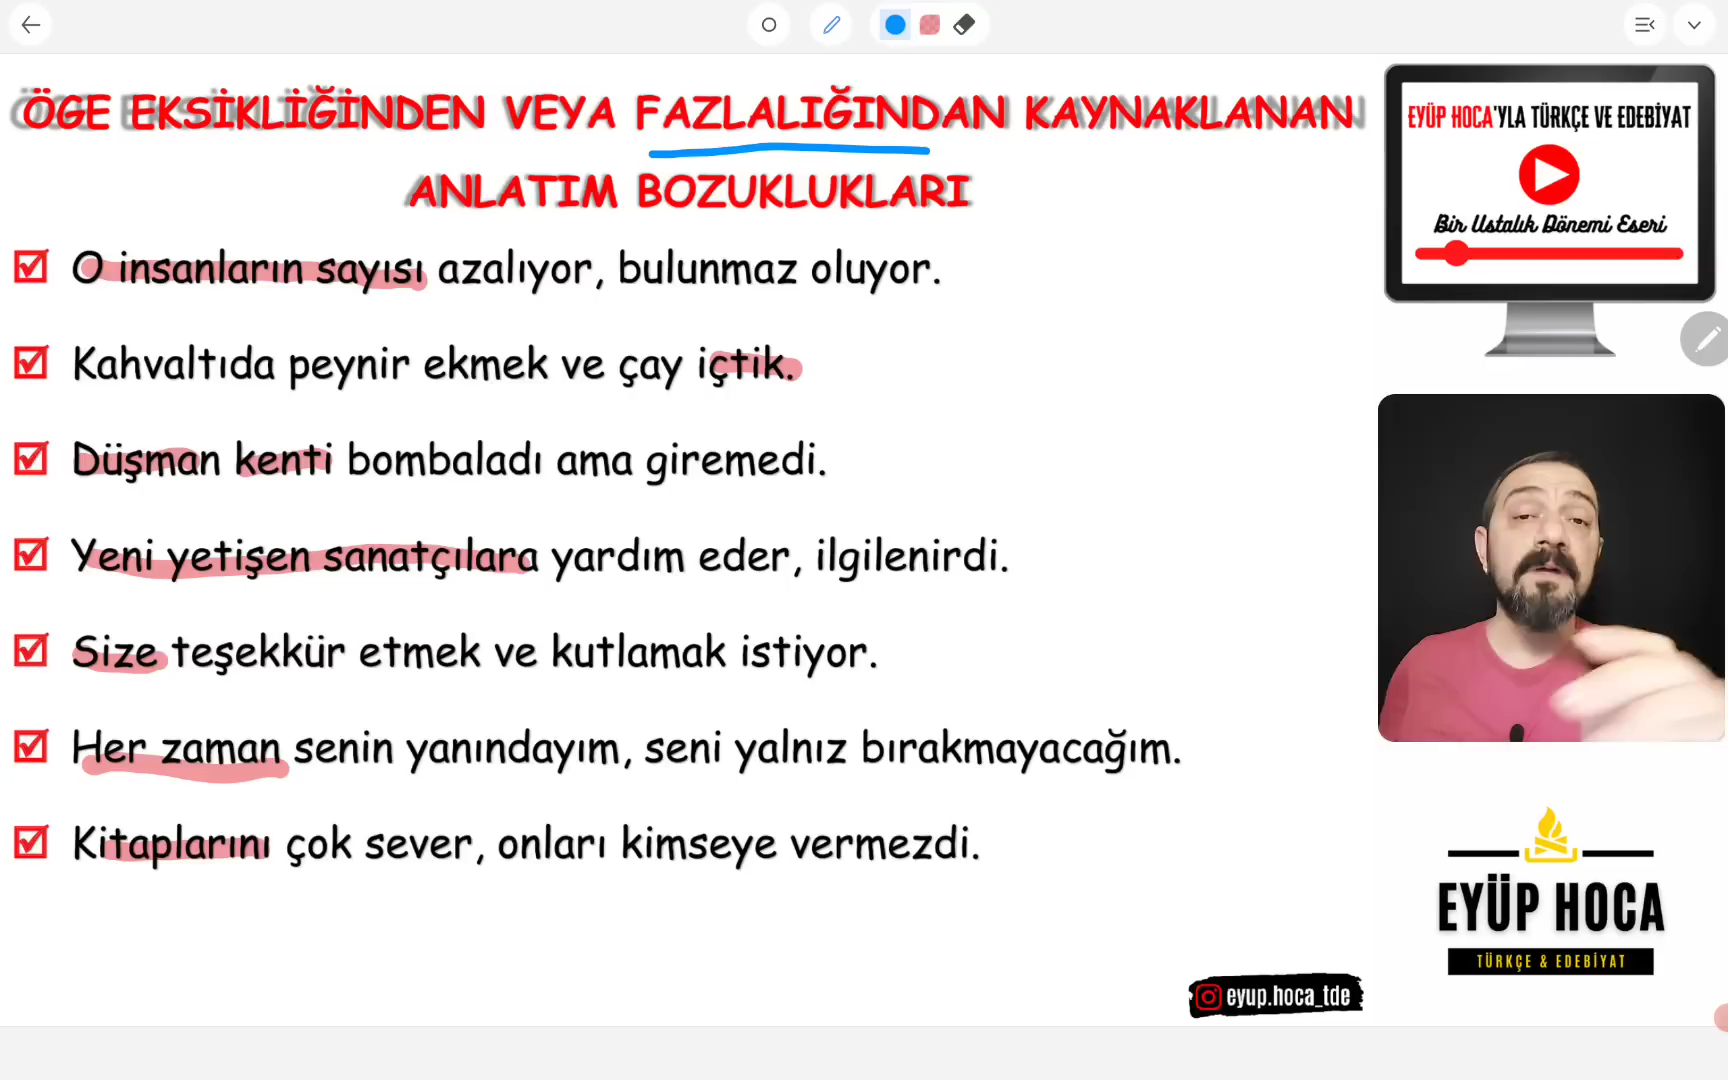 ÖGE EKSİKLİĞİNDEN VEYA FAZLALIĞINDAN KAYNAKLANAN
ANLATIM BOZUKLUKLARI
O insanların sayısı azalıyor, bulunmaz oluyor.
Kahvaltıda peynir ekmek ve çay içtik.
Düşman kenti bombaladı ama giremedi.
Yeni yetişen sanatçılara yardım eder, ilgilenirdi.
Size teşekkür etmek ve kutlamak istiyor.
Her zaman senin yanındayım, seni yalnız bırakmayacağım.
Kitaplarını çok sever, onları kimseye vermezdi.
EYÜP HOCA'YLA TÜRKÇE VE EDEBİYAT
Bir Ustalık Dönemi Eseri
EYÜP HOCA
TÜRKÇE & EDEBİYAT
eyup.hoca_tde